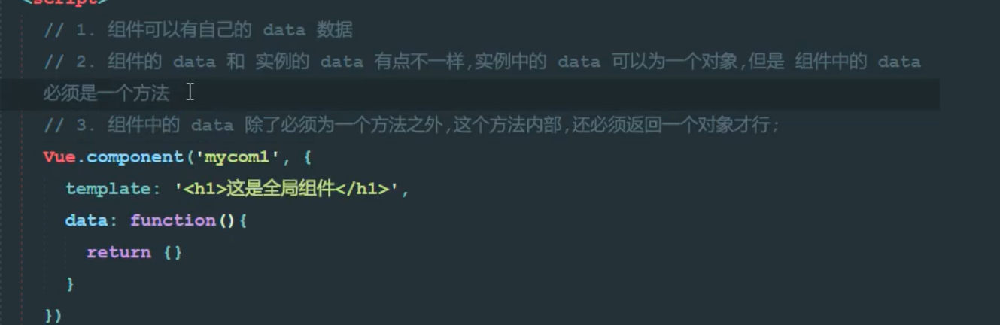 <script>
// 1. 组件可以有自己的 data 数据
// 2. 组件的 data 和 实例的 data 有点不一样,实例中的 data 可以为一个对象,但是 组件中的 data
必须是一个方法
// 3. 组件中的 data 除了必须为一个方法之外,这个方法内部,还必须返回一个对象才行;
Vue.component('mycom1', {
template: '<h1>这是全局组件</h1>',
data: function(){
return {}
}
})